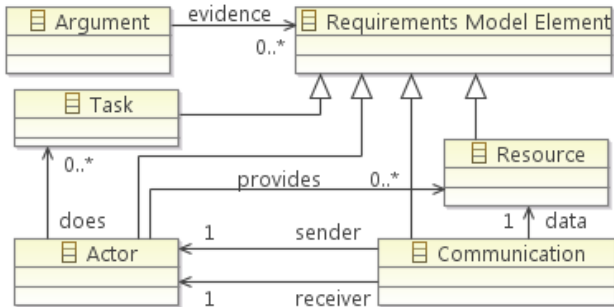 Argument
evidence
0..*
Requirements Model Element
Task
0..*
provides
0..*
Resource
does
1
sender
1
data
Actor
Communication
1
receiver